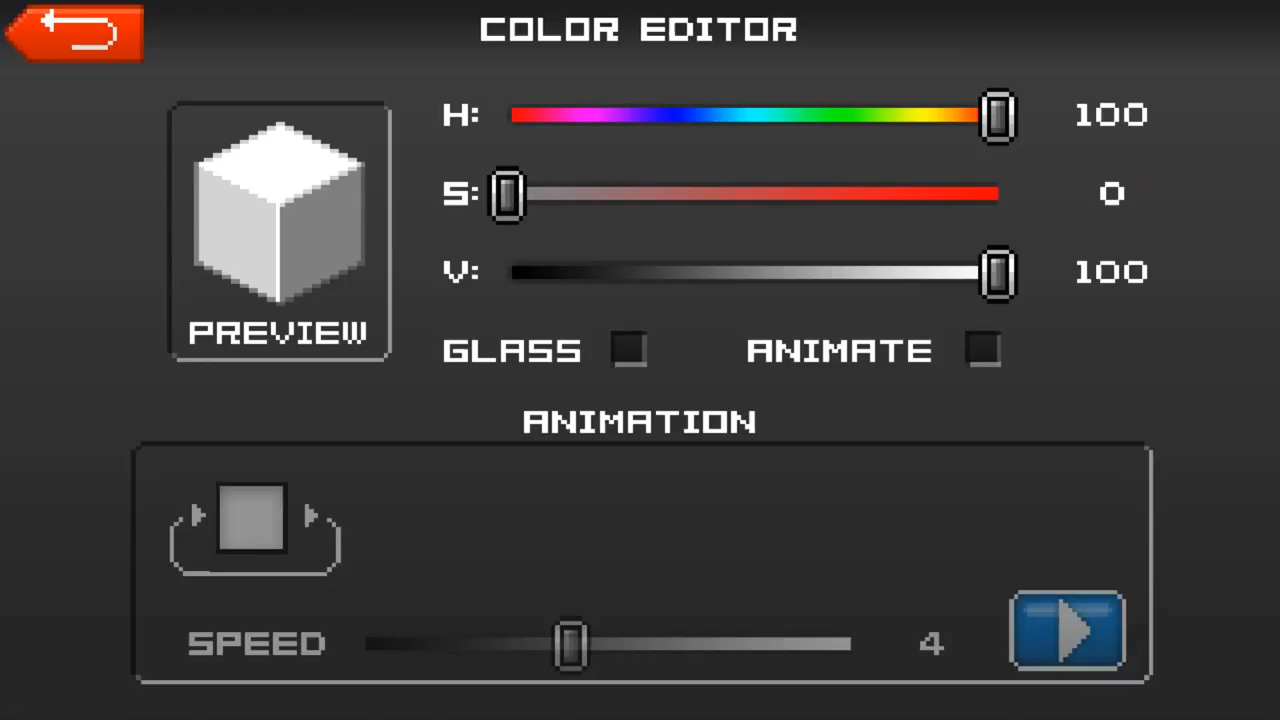 COLOR EDITOR
H: 100
S: 0
V: 100
PREVIEW
GLASS ANIMATE
ANIMATION
SPEED 4